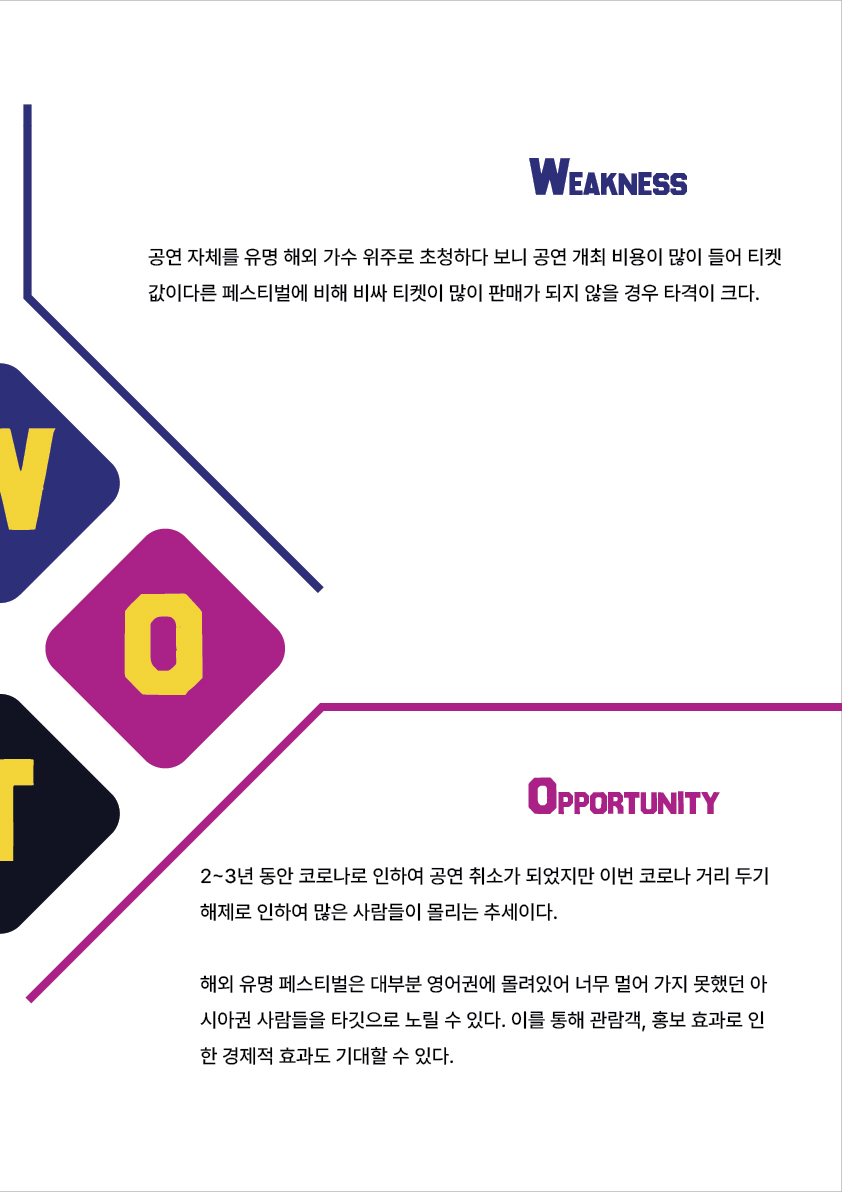 WEAKNESS
공연 자체를 유명 해외 가수 위주로 초청하다 보니 공연 개최 비용이 많이 들어 티켓
값이다른 페스티벌에 비해 비싸 티켓이 많이 판매가 되지 않을 경우 타격이 크다.
W
O
T
OPPORTUNITY
2~3년 동안 코로나로 인하여 공연 취소가 되었지만 이번 코로나 거리 두기
해제로 인하여 많은 사람들이 몰리는 추세이다.
해외 유명 페스티벌은 대부분 영어권에 몰려있어 너무 멀어 가지 못했던 아
시아권 사람들을 타깃으로 노릴 수 있다. 이를 통해 관람객, 홍보 효과로 인
한 경제적 효과도 기대할 수 있다.